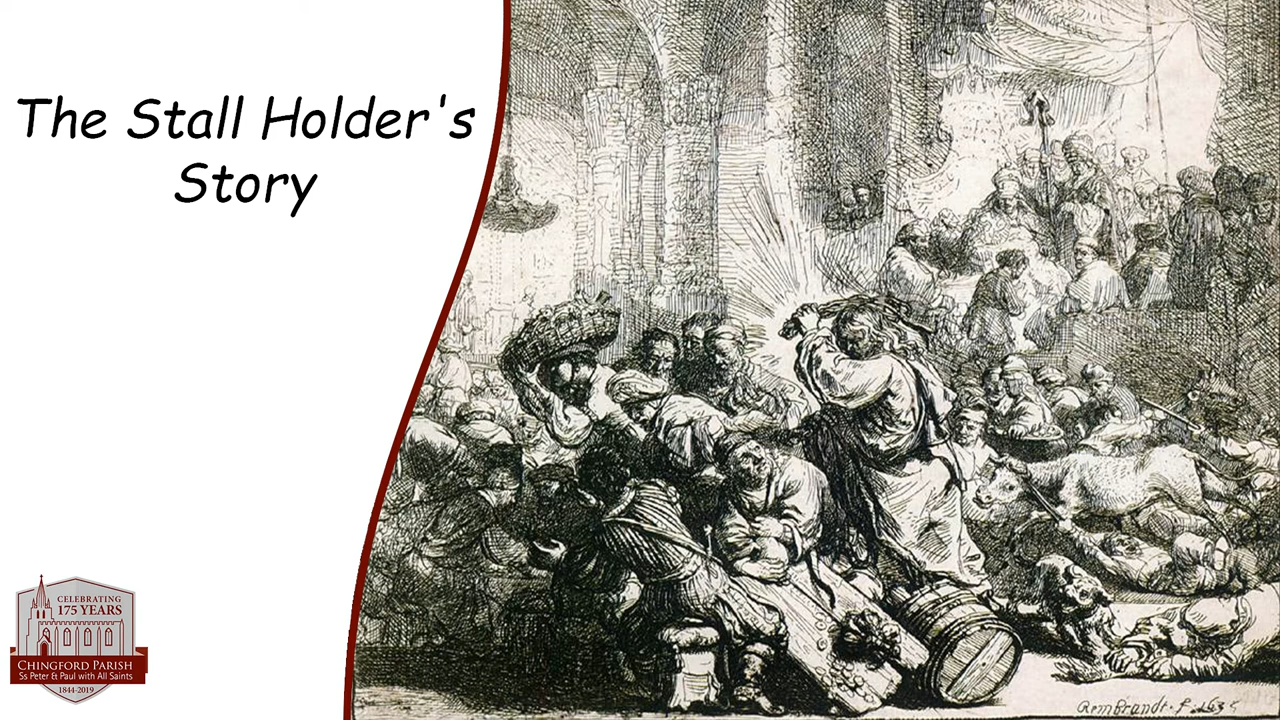 The Stall Holder's
Story
CELEBRATING
175 YEARS
CHINGFORD PARISH
Ss Peter & Paul with All Saints
1844-2019
Rembrandt. f. 1635